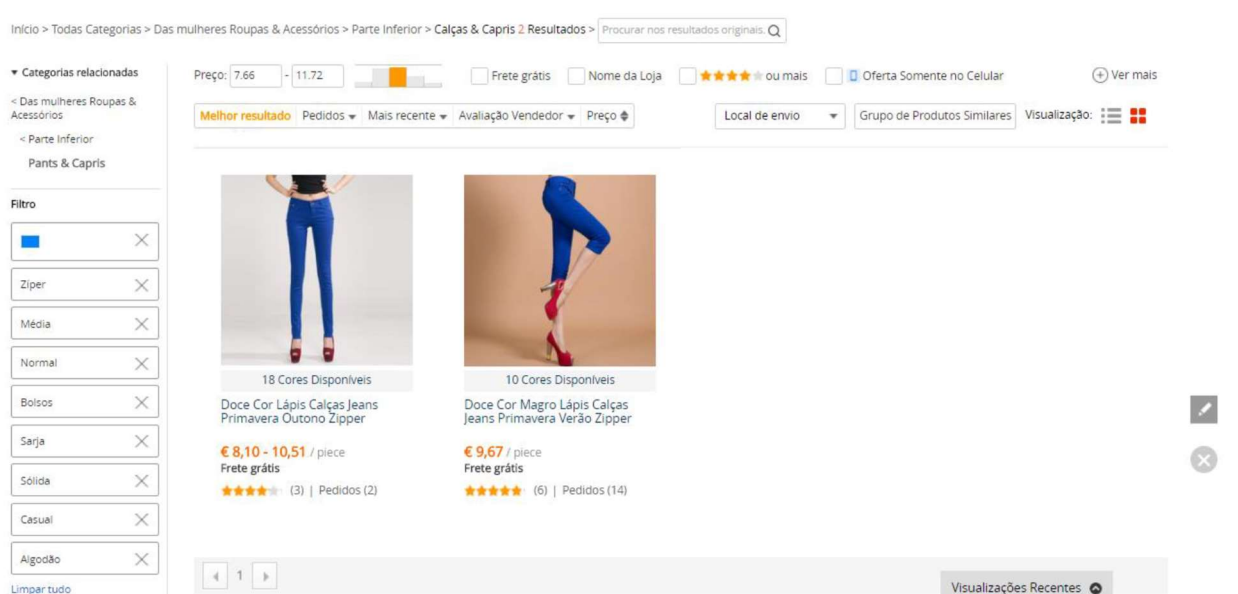 Início > Todas Categorias > Das mulheres Roupas & Acessórios > Parte Inferior > Calças & Capris 2 Resultados > Procurar nos resultados originais.
Categorias relacionadas
< Das mulheres Roupas &
Acessórios
< Parte Inferior
Pants & Capris
Filtro
Zíper
Média
Normal
Bolsos
Sarja
Sólida
Casual
Algodão
Limpar tudo
Preço: 7.66 - 11.72 Frete grátis Nome da Loja ou mais Oferta Somente no Celular Ver mais
Melhor resultado Pedidos Mais recente Avaliação Vendedor Preço Local de envio Grupo de Produtos Similares Visualização:
18 Cores Disponíveis
Doce Cor Lápis Calças Jeans
Primavera Outono Zipper
€ 8,10 - 10,51 / piece
Frete grátis
(3) | Pedidos (2)
10 Cores Disponíveis
Doce Cor Magro Lápis Calças
Jeans Primavera Verão Zipper
€ 9,67 / piece
Frete grátis
(6) | Pedidos (14)
1
Visualizações Recentes